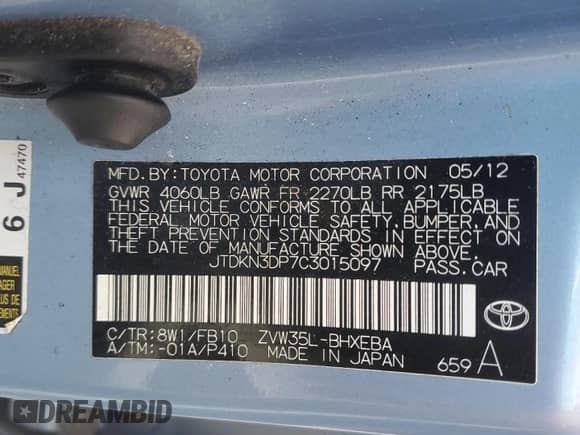 MFD.BY:TOYOTA MOTOR CORPORATION 05/12
GVWR 4060LB GAWR FR 2270LB RR 2175LB
THIS VEHICLE CONFORMS TO ALL APPLICABLE
FEDERAL MOTOR VEHICLE SAFETY,BUMPER,AND
THEFT PREVENTION STANDARDS IN EFFECT ON
THE DATE OF MANUFACTURE SHOWN ABOVE.
JTDKN3DP7C3015097 PASS.CAR
C/TR:8W1/FB10 ZVW35L-BHXEBA
A/TM:-01A/P410 MADE IN JAPAN 659 A
6 J 47470
DREAMBID